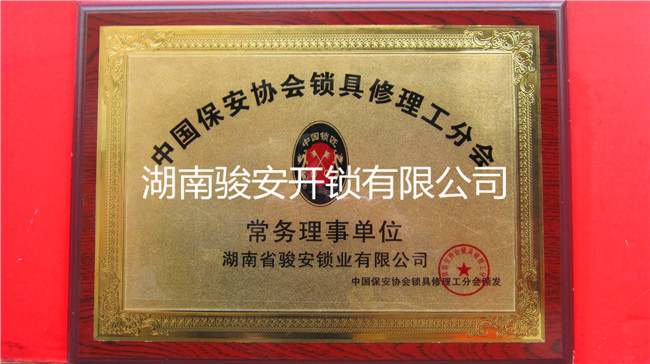 中国保安协会锁具修理工分会
中国锁匠
湖南骏安开锁有限公司
常务理事单位
湖南省骏安锁业有限公司
中国保安协会锁具修理工分会颁发